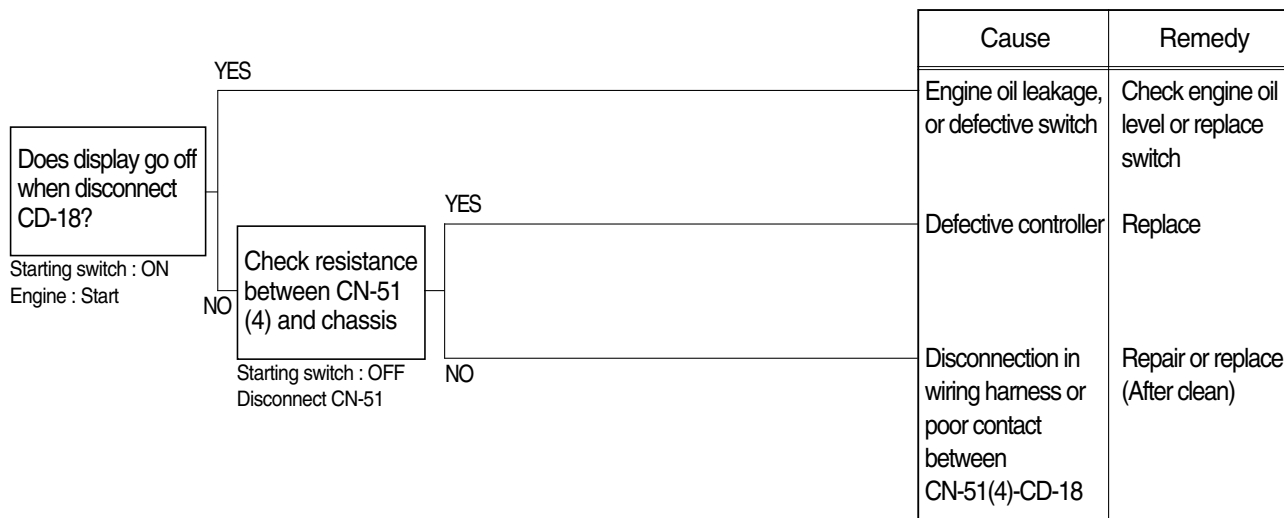 Cause
Remedy
YES
Engine oil leakage,
or defective switch
Check engine oil
level or replace
switch
Does display go off
when disconnect
CD-18?
Starting switch : ON
Engine : Start
YES
Defective controller
Replace
NO
Check resistance
between CN-51
(4) and chassis
Starting switch : OFF
Disconnect CN-51
NO
Disconnection in
wiring harness or
poor contact
between
CN-51(4)-CD-18
Repair or replace
(After clean)